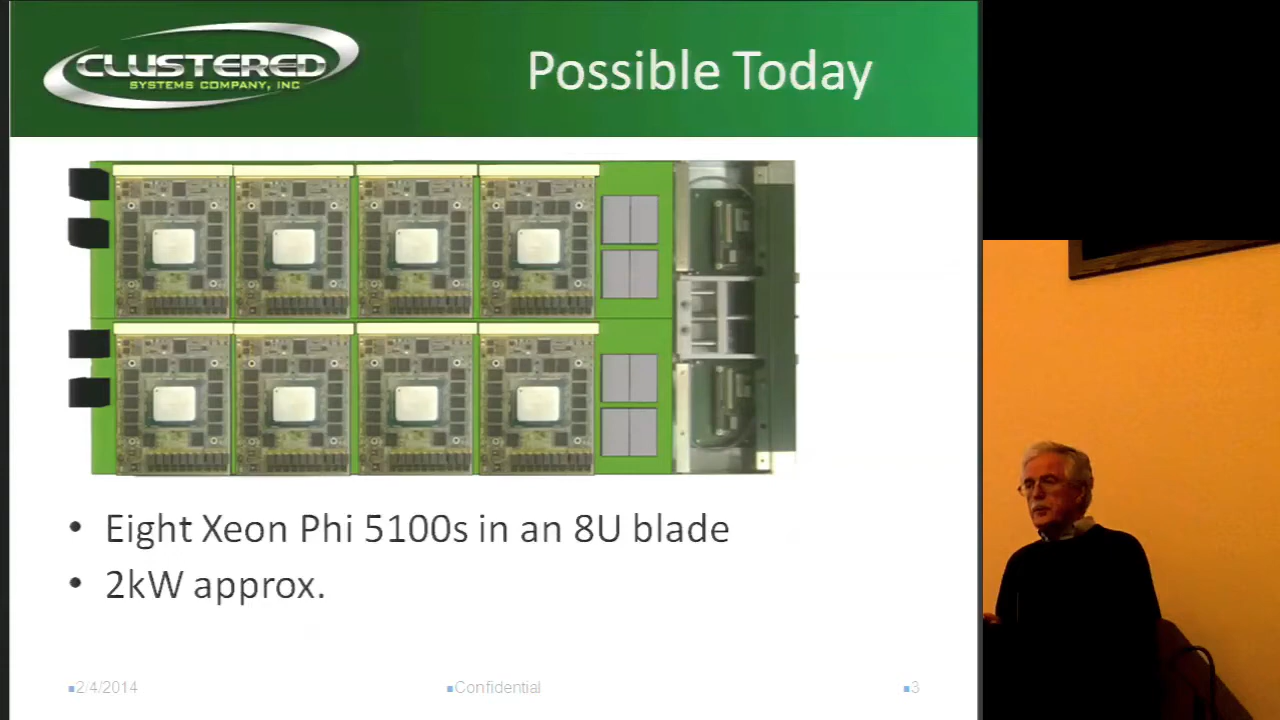 CLUSTERED
SYSTEMS COMPANY, INC
Possible Today
• Eight Xeon Phi 5100s in an 8U blade
• 2kW approx.
2/4/2014
Confidential
3